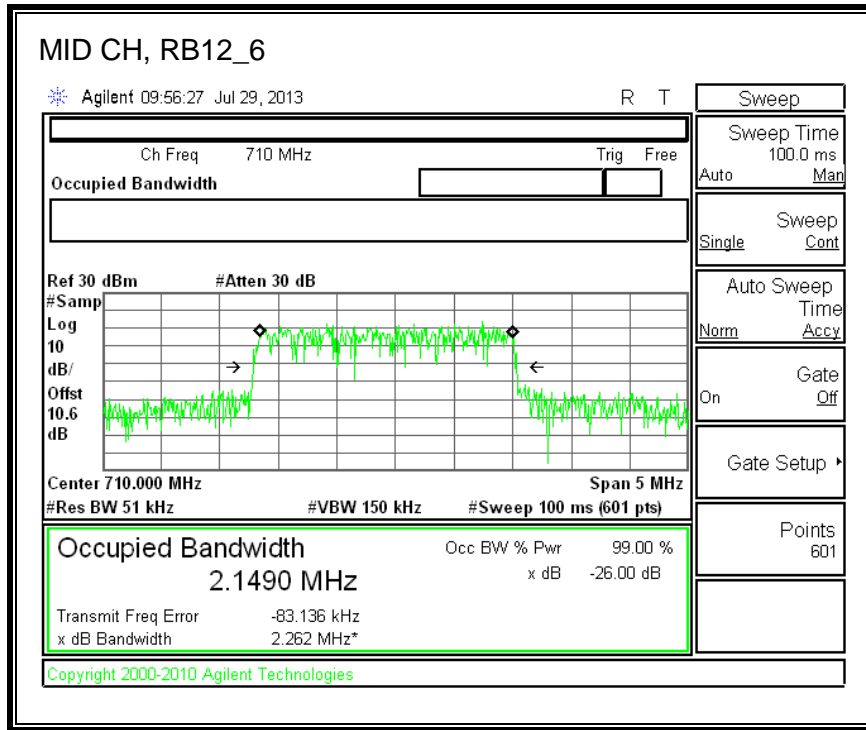 MID CH, RB12_6
Agilent 09:56:27 Jul 29, 2013 R T
Sweep
Ch Freq 710 MHz Trig Free
Occupied Bandwidth
Sweep Time
100.0 ms
Auto Man
Sweep
Single Cont
Auto Sweep
Time
Norm Accy
Gate
On Off
Gate Setup
Points
601
Ref 30 dBm #Atten 30 dB
#Samp
Log
10
dB/
Offst
10.6
dB
Center 710.000 MHz Span 5 MHz
#Res BW 51 kHz #VBW 150 kHz #Sweep 100 ms (601 pts)
Occupied Bandwidth Occ BW % Pwr 99.00 %
2.1490 MHz x dB -26.00 dB
Transmit Freq Error -83.136 kHz
x dB Bandwidth 2.262 MHz*
Copyright 2000-2010 Agilent Technologies